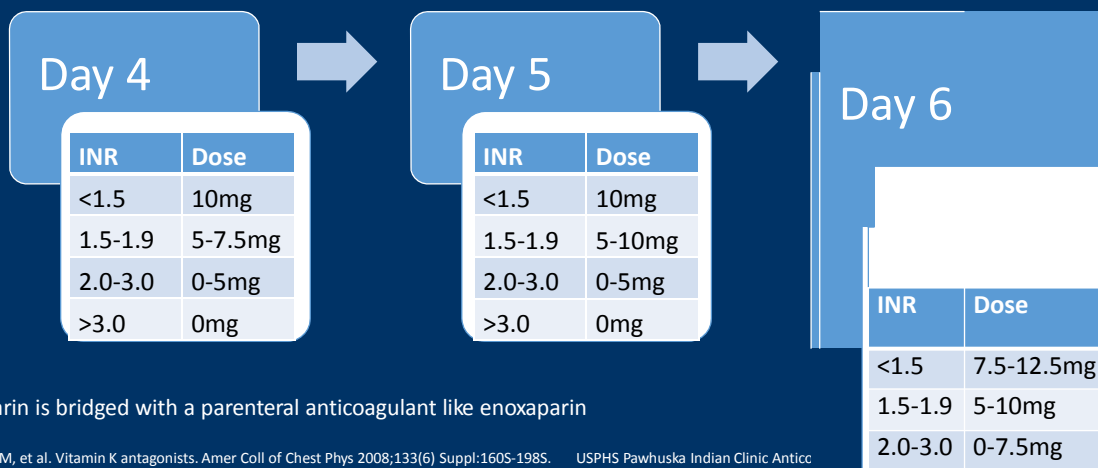 Day 4
INR Dose
<1.5 10mg
1.5-1.9 5-7.5mg
2.0-3.0 0-5mg
>3.0 0mg
Day 5
INR Dose
<1.5 10mg
1.5-1.9 5-10mg
2.0-3.0 0-5mg
>3.0 0mg
Day 6
INR Dose
<1.5 7.5-12.5mg
1.5-1.9 5-10mg
2.0-3.0 0-7.5mg
arin is bridged with a parenteral anticoagulant like enoxaparin
M, et al. Vitamin K antagonists. Amer Coll of Chest Phys 2008;133(6) Suppl:160S-198S. USPHS Pawhuska Indian Clinic Antico